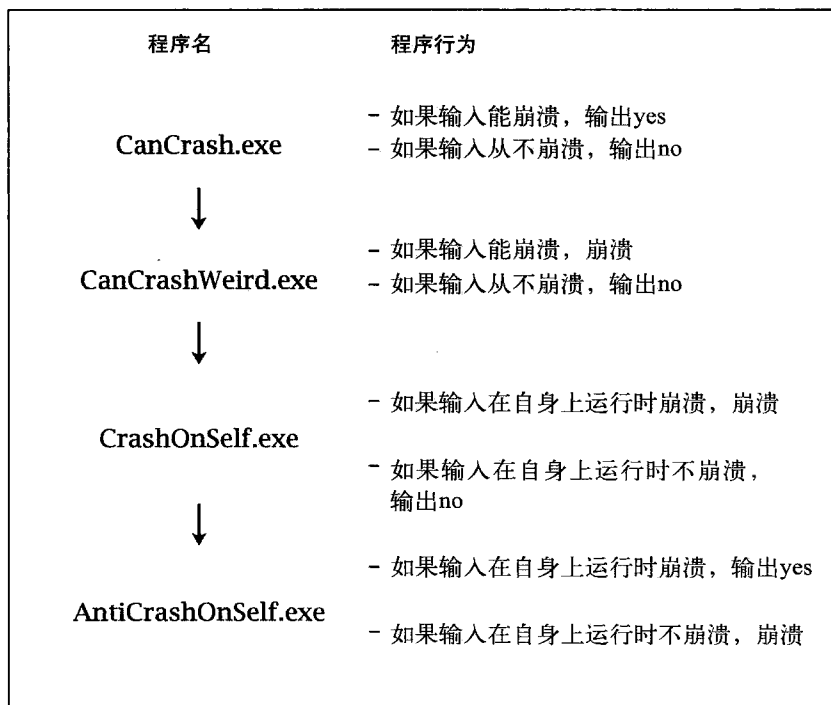 程序名 程序行为
- 如果输入能崩溃，输出yes
CanCrash.exe
- 如果输入从不崩溃，输出no
- 如果输入能崩溃，崩溃
CanCrashWeird.exe
- 如果输入从不崩溃，输出no
- 如果输入在自身上运行时崩溃，崩溃
CrashOnSelf.exe
- 如果输入在自身上运行时不崩溃，
输出no
- 如果输入在自身上运行时崩溃，输出yes
AntiCrashOnSelf.exe
- 如果输入在自身上运行时不崩溃，崩溃